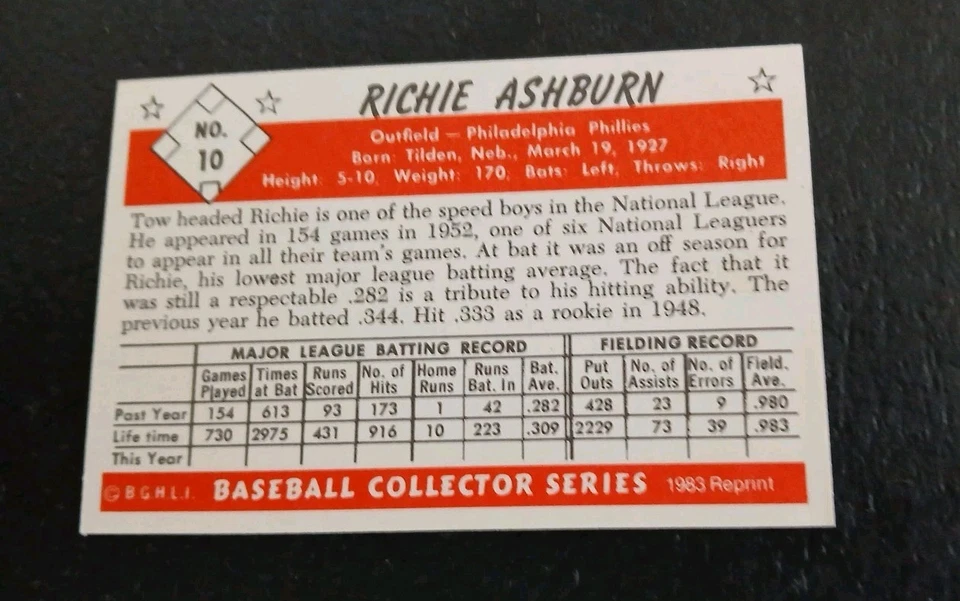 RICHIE ASHBURN
NO.
10
Outfield — Philadelphia Phillies
Born: Tilden, Neb., March 19, 1927
Height: 5-10, Weight: 170, Bats: Left, Throws: Right
Tow headed Richie is one of the speed boys in the National League.
He appeared in 154 games in 1952, one of six National Leaguers
to appear in all their team's games. At bat it was an off season for
Richie, his lowest major league batting average. The fact that it
was still a respectable .282 is a tribute to his hitting ability. The
previous year he batted .344. Hit .333 as a rookie in 1948.
MAJOR LEAGUE BATTING RECORD FIELDING RECORD
Games Times Runs No. of Home Runs Bat. Put No. of No. of Field.
Played at Bat Scored Hits Runs Bat. In Ave. Outs Assists Errors Ave.
Past Year 154 613 93 173 1 42 .282 428 23 9 .980
Life time 730 2975 431 916 10 223 .309 2229 73 39 .983
This Year
© B.G.H.L.I. BASEBALL COLLECTOR SERIES 1983 Reprint